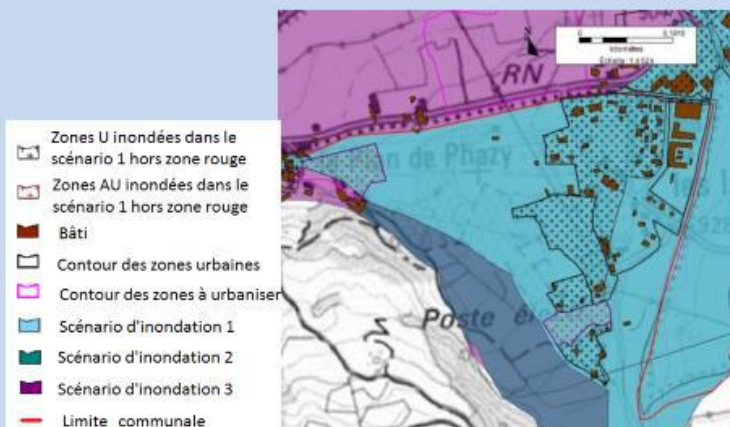 Zones U inondées dans le
scénario 1 hors zone rouge
Zones AU inondées dans le
scénario 1 hors zone rouge
Bâti
Contour des zones urbaines
Contour des zones à urbaniser
Scénario d'inondation 1
Scénario d'inondation 2
Scénario d'inondation 3
Limite communale
N
0
kilomètres
RN
de Phazy
Poste